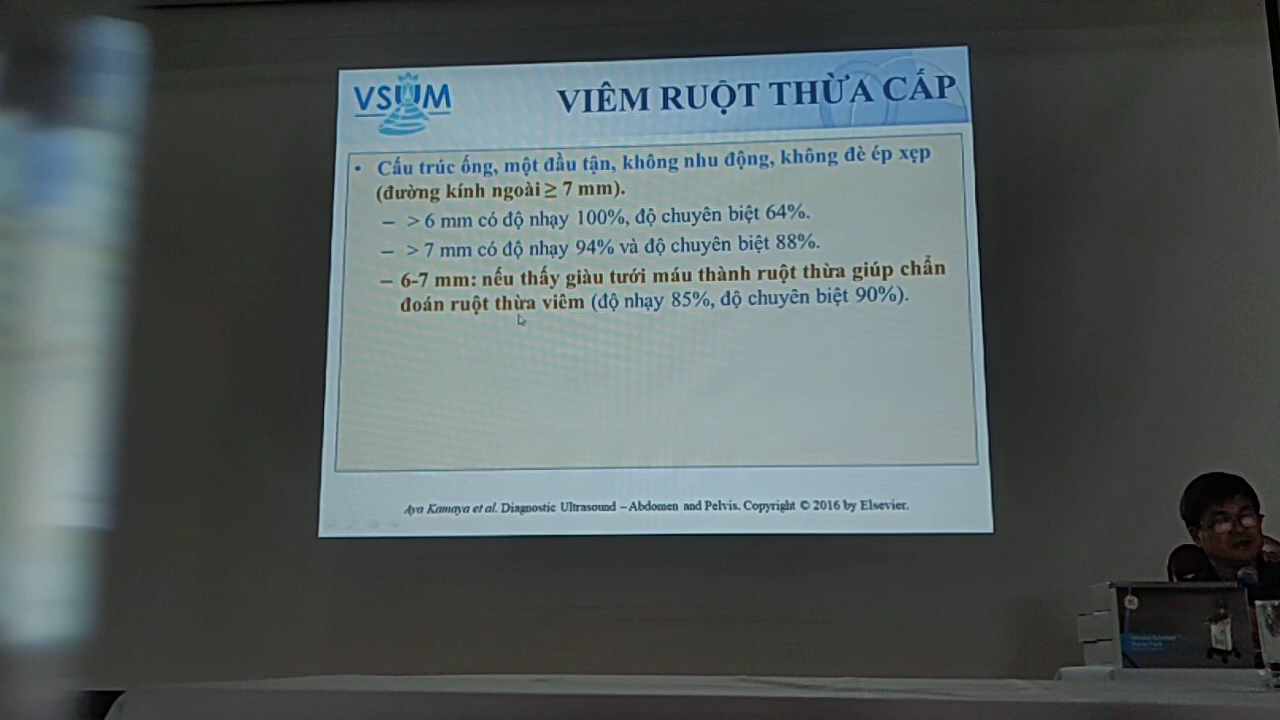 VSUM
VIÊM RUỘT THỪA CẤP
• Cấu trúc ống, một đầu tận, không nhu động, không đè ép xẹp
(đường kính ngoài ≥ 7 mm).
– > 6 mm có độ nhạy 100%, độ chuyên biệt 64%.
– > 7 mm có độ nhạy 94% và độ chuyên biệt 88%.
– 6-7 mm: nếu thấy giàu tưới máu thành ruột thừa giúp chẩn
đoán ruột thừa viêm (độ nhạy 85%, độ chuyên biệt 90%).
Aya Kamaya et al. Diagnostic Ultrasound –Abdomen and Pelvis. Copyright © 2016 by Elsevier.